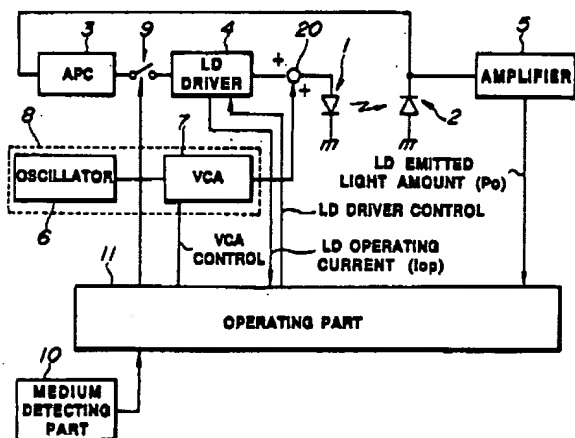 3 9 4 20 1 5
APC
LD
DRIVER
+
+
AMPLIFIER
2
8 7
OSCILLATOR
VCA
6
LD EMITTED
LIGHT AMOUNT (Po)
LD DRIVER CONTROL
VCA
CONTROL
LD OPERATING
CURRENT (Iop)
11
OPERATING PART
10
MEDIUM
DETECTING
PART